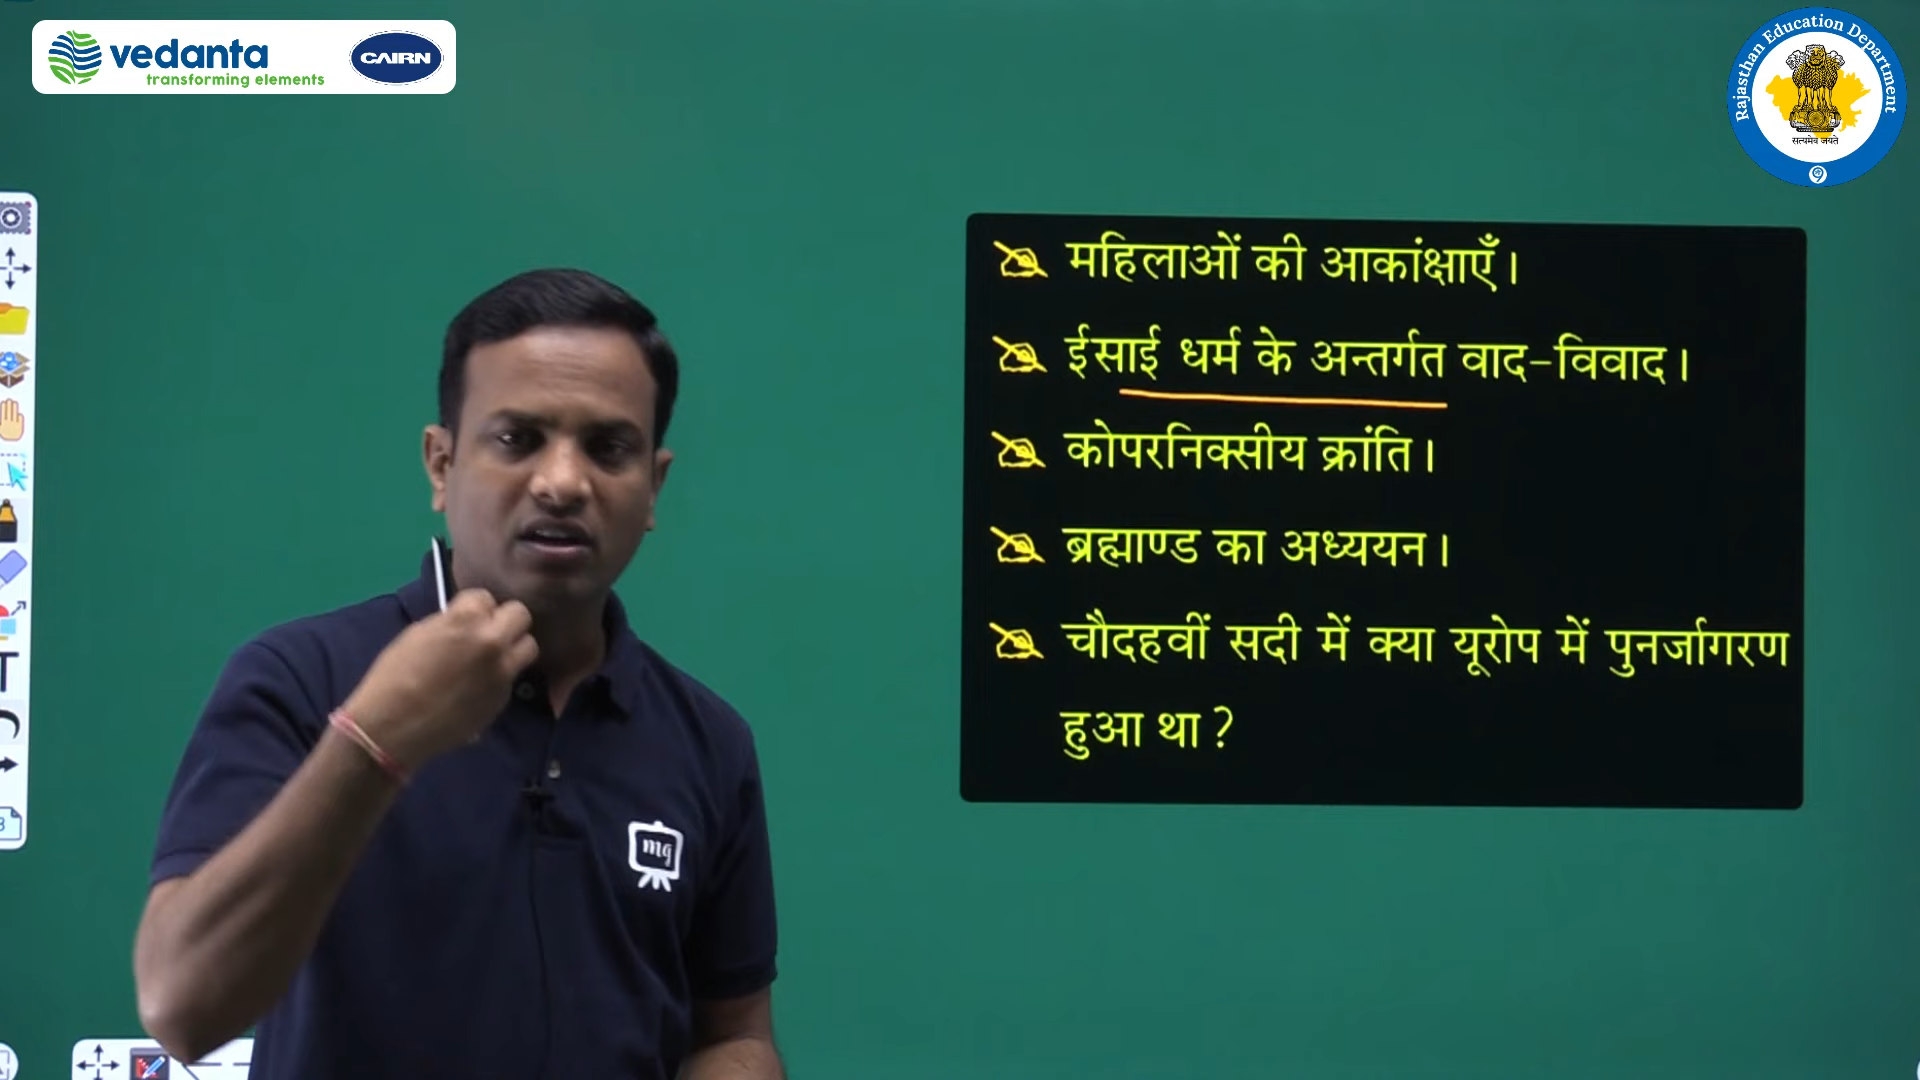 vedanta
transforming elements
CAIRN
Rajasthan Education Department
सत्यमेव जयते
महिलाओं की आकांक्षाएँ।
ईसाई धर्म के अन्तर्गत वाद-विवाद।
कोपरनिक्सीय क्रांति।
ब्रह्माण्ड का अध्ययन।
चौदहवीं सदी में क्या यूरोप में पुनर्जागरण
हुआ था ?
T
mg